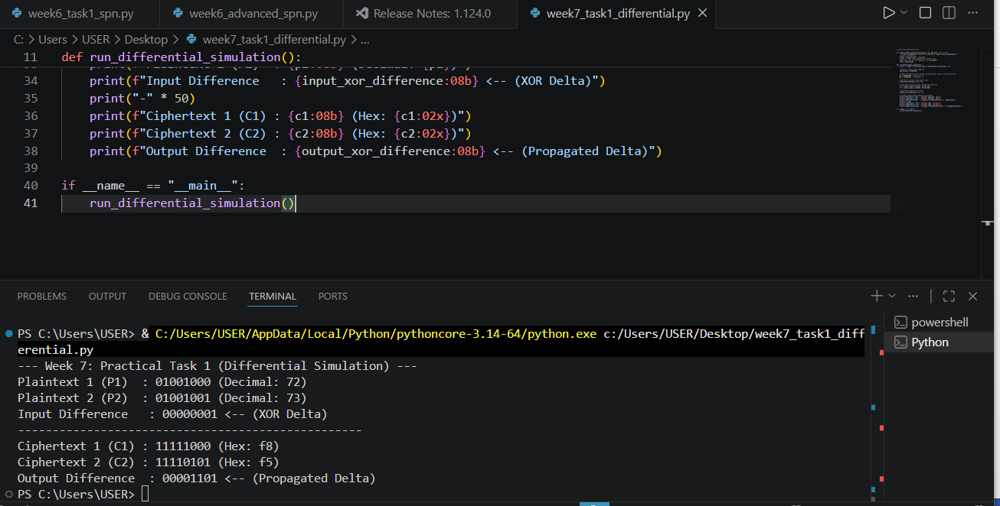 week6_task1_spn.py
week6_advanced_spn.py
Release Notes: 1.124.0
week7_task1_differential.py
C: > Users > USER > Desktop > week7_task1_differential.py > ...
11 def run_differential_simulation():
34 print(f"Input Difference   : {input_xor_difference:08b} <-- (XOR Delta)")
35 print("-" * 50)
36 print(f"Ciphertext 1 (C1) : {c1:08b} (Hex: {c1:02x})")
37 print(f"Ciphertext 2 (C2) : {c2:08b} (Hex: {c2:02x})")
38 print(f"Output Difference  : {output_xor_difference:08b} <-- (Propagated Delta)")
39
40 if __name__ == "__main__":
41 run_differential_simulation()
PROBLEMS OUTPUT DEBUG CONSOLE TERMINAL PORTS
powershell
Python
PS C:\Users\USER> & C:/Users/USER/AppData/Local/Python/pythoncore-3.14-64/python.exe c:/Users/USER/Desktop/week7_task1_diff
erential.py
--- Week 7: Practical Task 1 (Differential Simulation) ---
Plaintext 1 (P1)  : 01001000 (Decimal: 72)
Plaintext 2 (P2)  : 01001001 (Decimal: 73)
Input Difference   : 00000001 <-- (XOR Delta)
--------------------------------------------------
Ciphertext 1 (C1) : 11111000 (Hex: f8)
Ciphertext 2 (C2) : 11110101 (Hex: f5)
Output Difference  : 00001101 <-- (Propagated Delta)
PS C:\Users\USER>